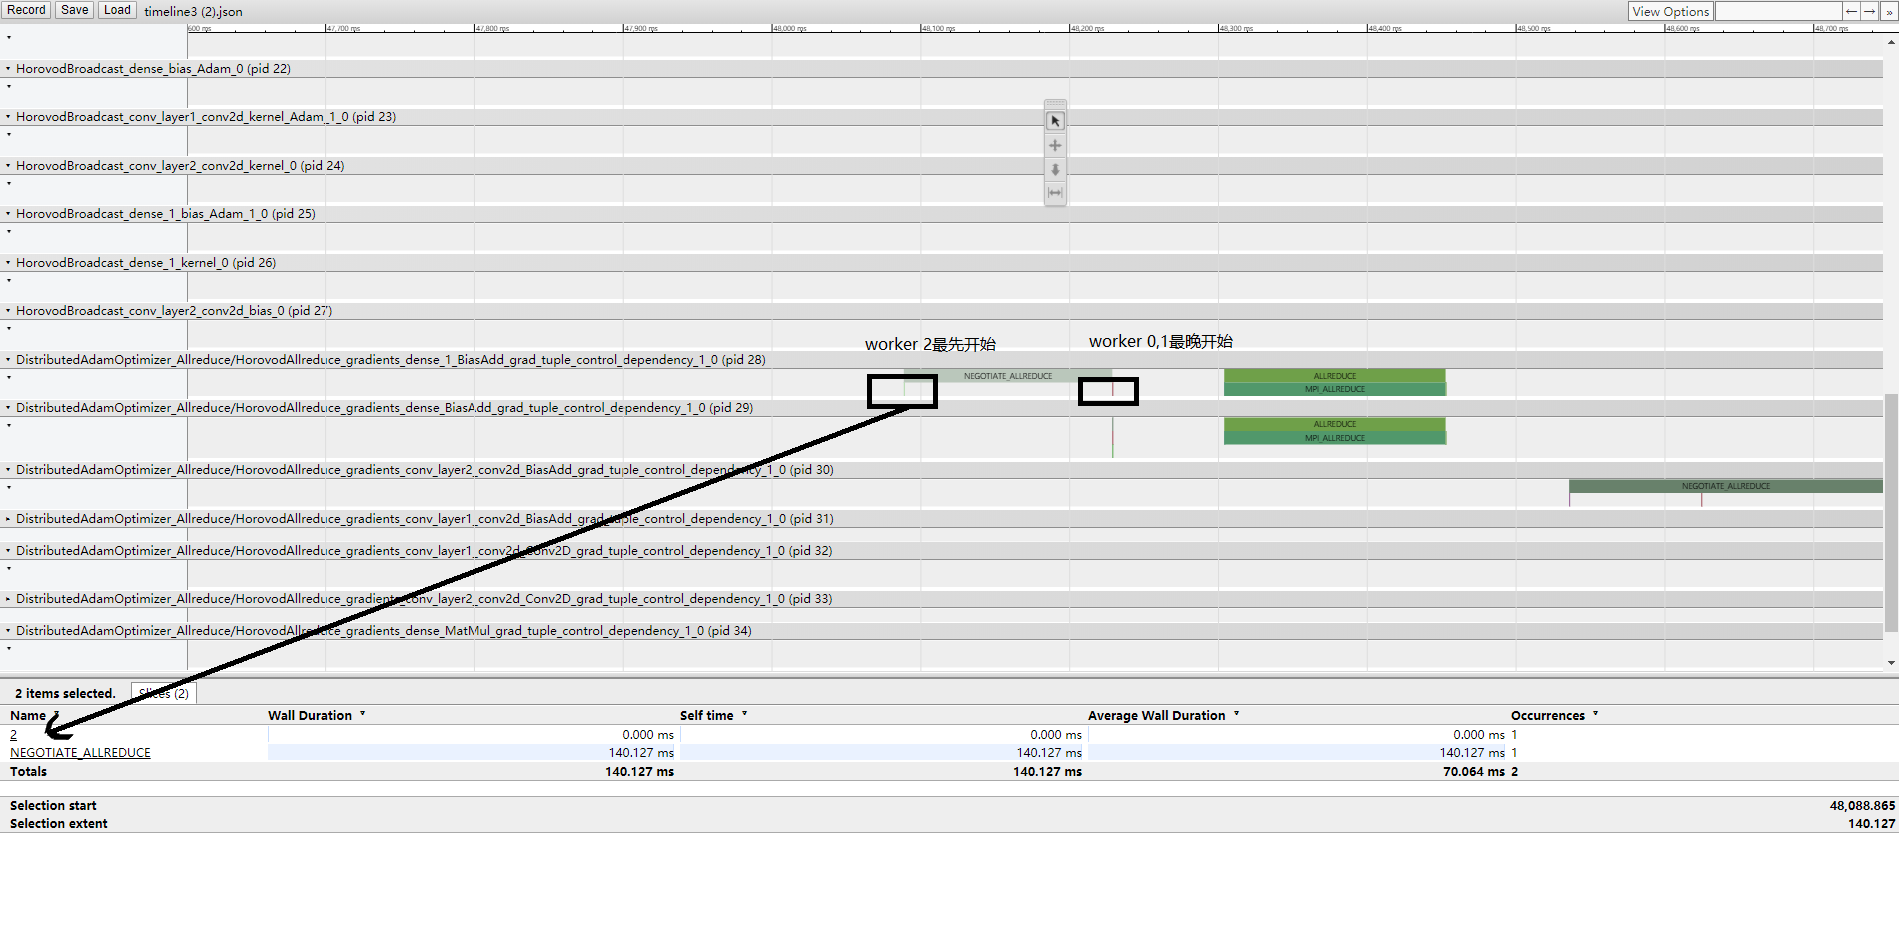 Record Save Load timeline3 (2).json View Options ← → »
600 ms 47,700 ms 47,800 ms 47,900 ms 48,000 ms 48,100 ms 48,200 ms 48,300 ms 48,400 ms 48,500 ms 48,600 ms 48,700 ms
HorovodBroadcast_dense_bias_Adam_0 (pid 22)
HorovodBroadcast_conv_layer1_conv2d_kernel_Adam_1_0 (pid 23)
HorovodBroadcast_conv_layer2_conv2d_kernel_0 (pid 24)
HorovodBroadcast_dense_1_bias_Adam_1_0 (pid 25)
HorovodBroadcast_dense_1_kernel_0 (pid 26)
HorovodBroadcast_conv_layer2_conv2d_bias_0 (pid 27)
worker 2最先开始 worker 0,1最晚开始
DistributedAdamOptimizer_Allreduce/HorovodAllreduce_gradients_dense_1_BiasAdd_grad_tuple_control_dependency_1_0 (pid 28)
NEGOTIATE_ALLREDUCE ALLREDUCE
MPI_ALLREDUCE
DistributedAdamOptimizer_Allreduce/HorovodAllreduce_gradients_dense_BiasAdd_grad_tuple_control_dependency_1_0 (pid 29)
ALLREDUCE
MPI_ALLREDUCE
DistributedAdamOptimizer_Allreduce/HorovodAllreduce_gradients_conv_layer2_conv2d_BiasAdd_grad_tuple_control_dependency_1_0 (pid 30)
NEGOTIATE_ALLREDUCE
DistributedAdamOptimizer_Allreduce/HorovodAllreduce_gradients_conv_layer1_conv2d_BiasAdd_grad_tuple_control_dependency_1_0 (pid 31)
DistributedAdamOptimizer_Allreduce/HorovodAllreduce_gradients_conv_layer1_conv2d_Conv2D_grad_tuple_control_dependency_1_0 (pid 32)
DistributedAdamOptimizer_Allreduce/HorovodAllreduce_gradients_conv_layer2_conv2d_Conv2D_grad_tuple_control_dependency_1_0 (pid 33)
DistributedAdamOptimizer_Allreduce/HorovodAllreduce_gradients_dense_MatMul_grad_tuple_control_dependency_1_0 (pid 34)
2 items selected. Slices (2)
Name Wall Duration Self time Average Wall Duration Occurrences
2 0.000 ms 0.000 ms 0.000 ms 1
NEGOTIATE_ALLREDUCE 140.127 ms 140.127 ms 140.127 ms 1
Totals 140.127 ms 140.127 ms 70.064 ms 2
Selection start 48,088.865
Selection extent 140.127